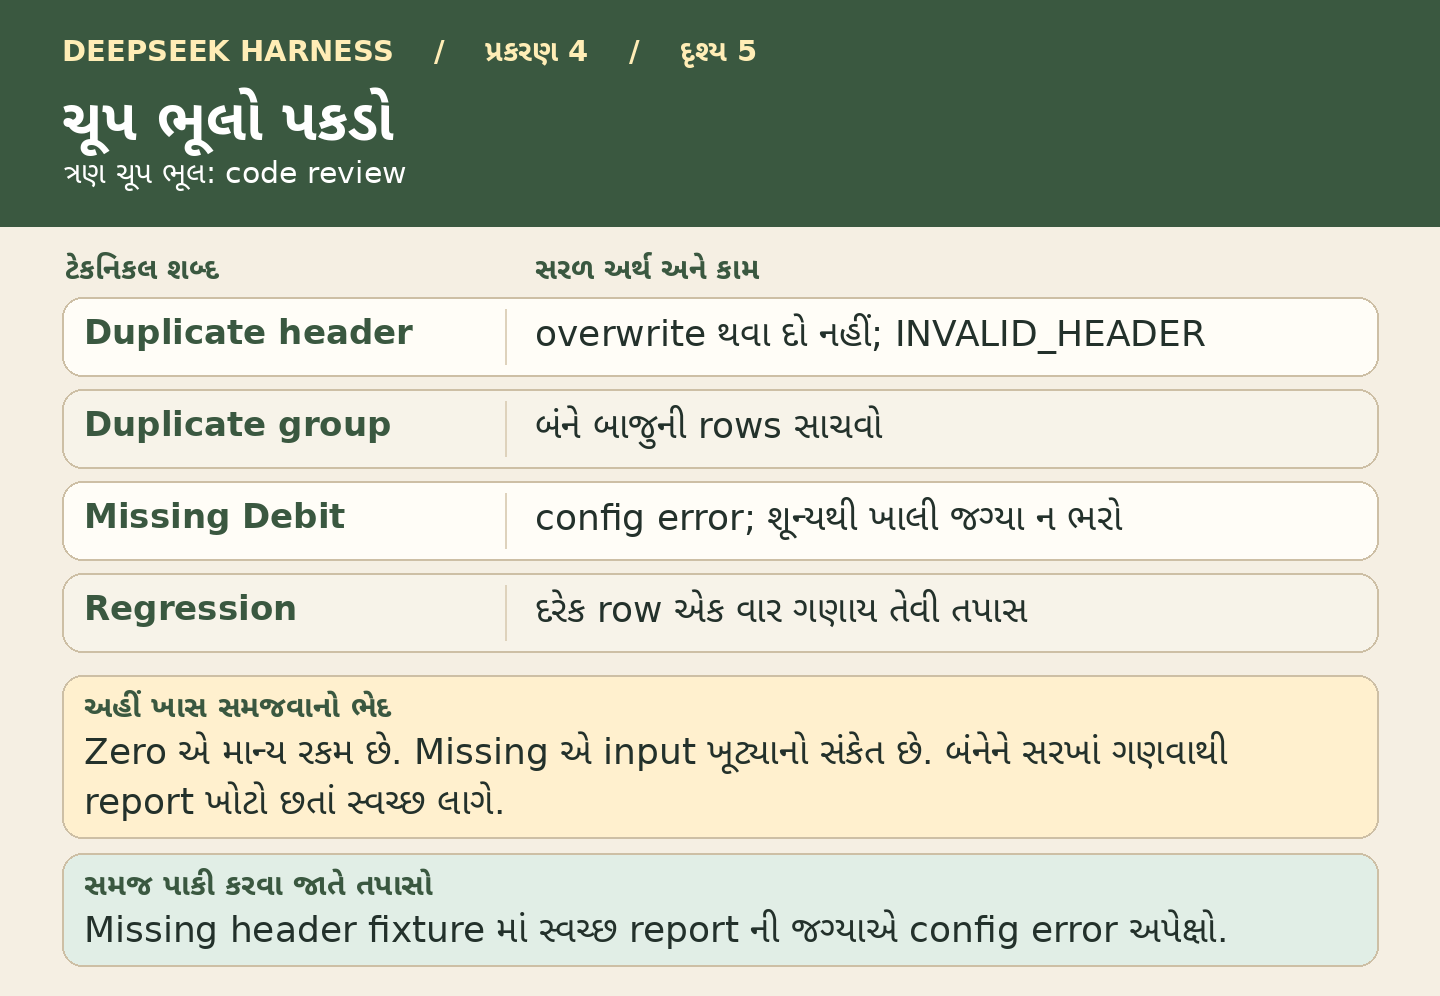 DEEPSEEK HARNESS / પ્રકરણ 4 / દૃશ્ય 5
ચૂપ ભૂલો પકડો
ત્રણ ચૂપ ભૂલ: code review
ટેકનિકલ શબ્દ સરળ અર્થ અને કામ
Duplicate header overwrite થવા દો નહીં; INVALID_HEADER
Duplicate group બંને બાજુની rows સાચવો
Missing Debit config error; શૂન્યથી ખાલી જગ્યા ન ભરો
Regression દરેક row એક વાર ગણાય તેવી તપાસ
અહીં ખાસ સમજવાનો ભેદ
Zero એ માન્ય રકમ છે. Missing એ input ખૂટ્યાનો સંકેત છે. બંનેને સરખાં ગણવાથી
report ખોટો છતાં સ્વચ્છ લાગે.
સમજ પાકી કરવા જાતે તપાસો
Missing header fixture માં સ્વચ્છ report ની જગ્યાએ config error અપેક્ષો.